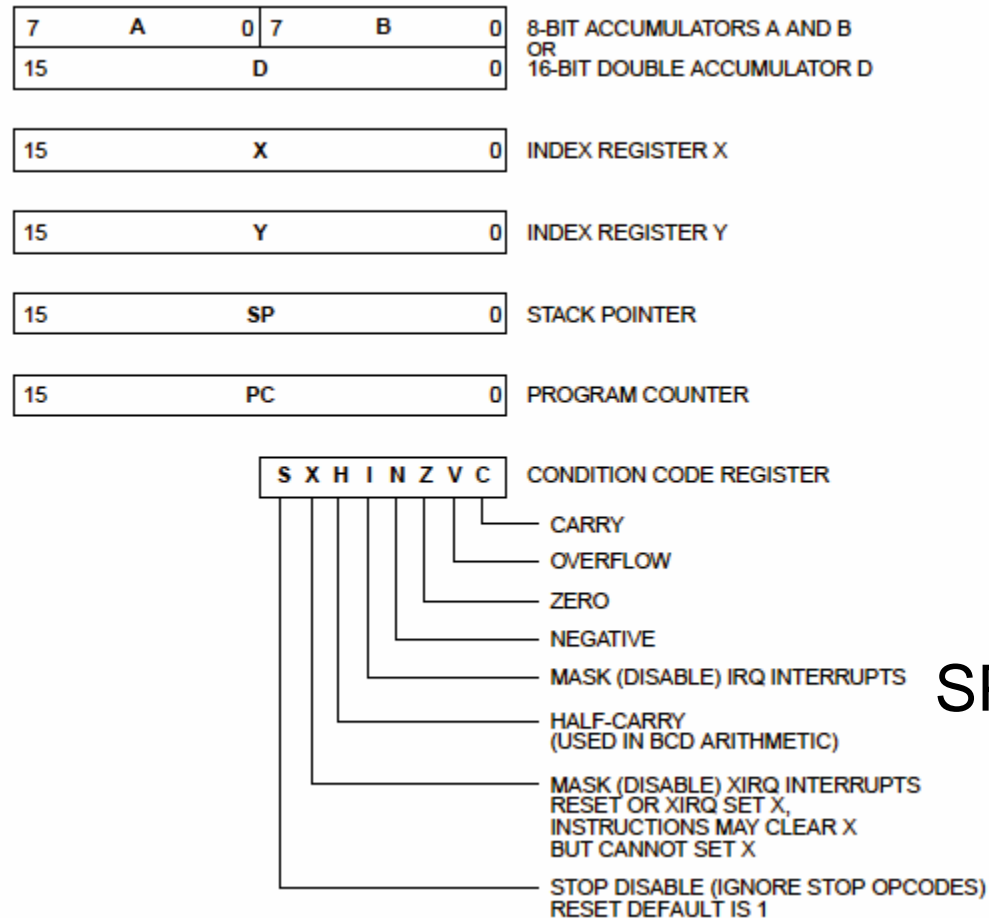 7 A 0 7 B 0 8-BIT ACCUMULATORS A AND B
OR
15 D 0 16-BIT DOUBLE ACCUMULATOR D
15 X 0 INDEX REGISTER X
15 Y 0 INDEX REGISTER Y
15 SP 0 STACK POINTER
15 PC 0 PROGRAM COUNTER
S X H I N Z V C CONDITION CODE REGISTER
CARRY
OVERFLOW
ZERO
NEGATIVE
MASK (DISABLE) IRQ INTERRUPTS
HALF-CARRY
(USED IN BCD ARITHMETIC)
MASK (DISABLE) XIRQ INTERRUPTS
RESET OR XIRQ SET X,
INSTRUCTIONS MAY CLEAR X
BUT CANNOT SET X
STOP DISABLE (IGNORE STOP OPCODES)
RESET DEFAULT IS 1